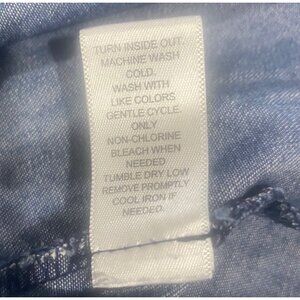 TURN INSIDE OUT.
MACHINE WASH
COLD.
WASH WITH
LIKE COLORS
GENTLE CYCLE.
ONLY
NON-CHLORINE
BLEACH WHEN
NEEDED
TUMBLE DRY LOW
REMOVE PROMPTLY
COOL IRON IF
NEEDED.